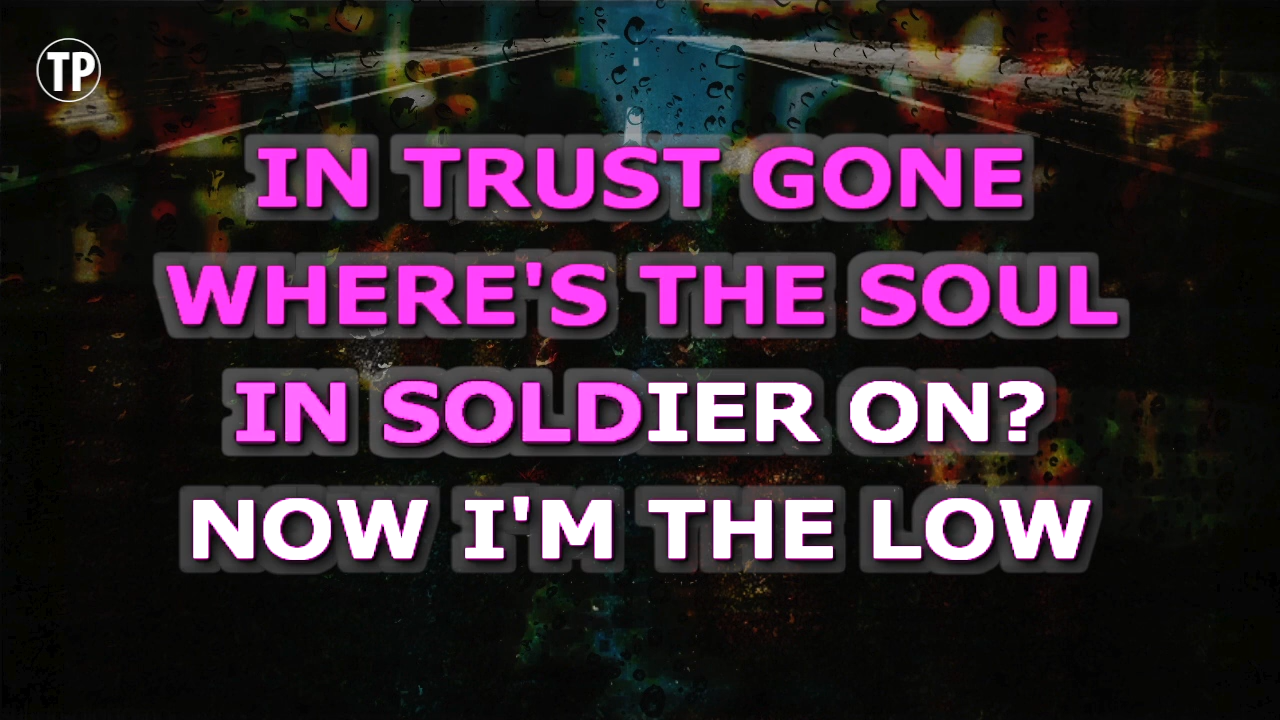 TP
IN TRUST GONE
WHERE'S THE SOUL
IN SOLDIER ON?
NOW I'M THE LOW